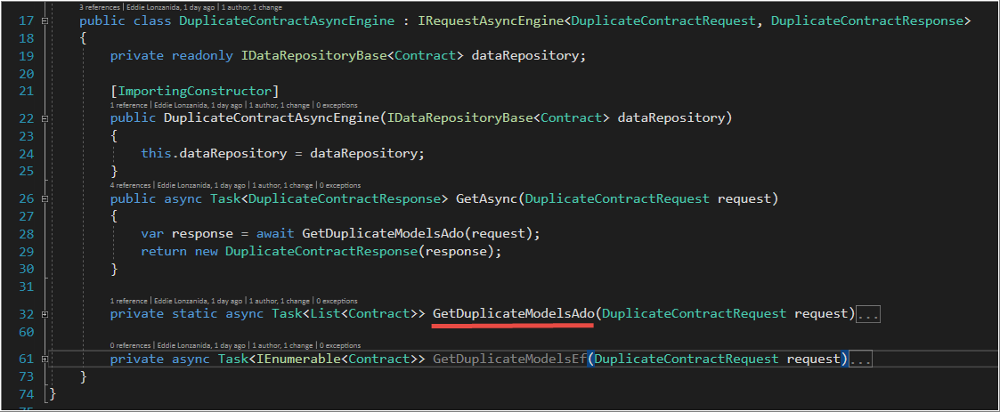 3 references | Eddie Lonzanida, 1 day ago | 1 author, 1 change
17 public class DuplicateContractAsyncEngine : IRequestAsyncEngine<DuplicateContractRequest, DuplicateContractResponse>
18 {
19 private readonly IDataRepositoryBase<Contract> dataRepository;
20
21 [ImportingConstructor]
1 reference | Eddie Lonzanida, 1 day ago | 1 author, 1 change | 0 exceptions
22 public DuplicateContractAsyncEngine(IDataRepositoryBase<Contract> dataRepository)
23 {
24 this.dataRepository = dataRepository;
25 }
4 references | Eddie Lonzanida, 1 day ago | 1 author, 1 change | 0 exceptions
26 public async Task<DuplicateContractResponse> GetAsync(DuplicateContractRequest request)
27 {
28 var response = await GetDuplicateModelsAdo(request);
29 return new DuplicateContractResponse(response);
30 }
31
1 reference | Eddie Lonzanida, 1 day ago | 1 author, 1 change | 0 exceptions
32 private static async Task<List<Contract>> GetDuplicateModelsAdo(DuplicateContractRequest request)...
60
0 references | Eddie Lonzanida, 1 day ago | 1 author, 1 change | 0 exceptions
61 private async Task<IEnumerable<Contract>> GetDuplicateModelsEf(DuplicateContractRequest request)...
73 }
74 }